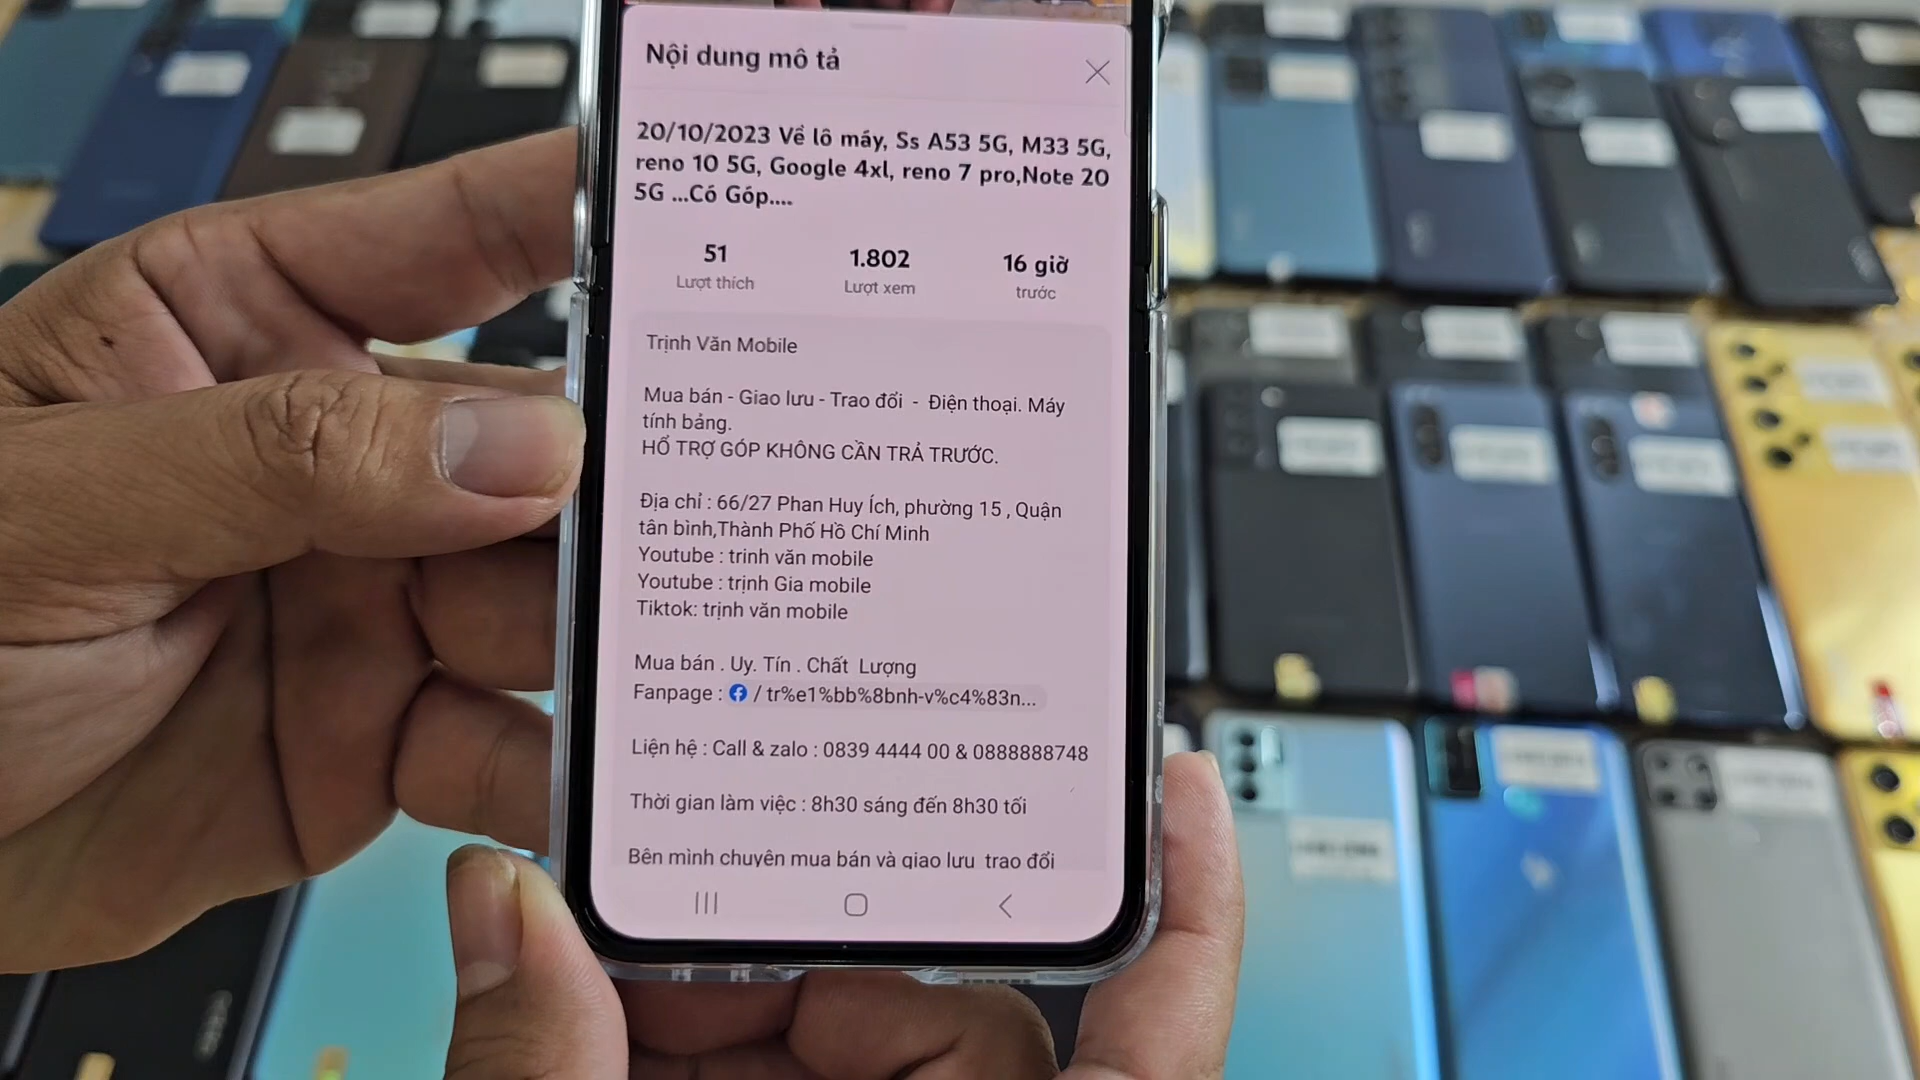 Nội dung mô tả
20/10/2023 Về lô máy, Ss A53 5G, M33 5G,
reno 10 5G, Google 4xl, reno 7 pro,Note 20
5G ...Có Góp....
51
1.802
16 giờ
Lượt thích
Lượt xem
trước
Trịnh Văn Mobile
Mua bán - Giao lưu - Trao đổi - Điện thoại. Máy
tính bảng.
HỔ TRỢ GÓP KHÔNG CẦN TRẢ TRƯỚC.
Địa chỉ : 66/27 Phan Huy Ích, phường 15 , Quận
tân bình,Thành Phố Hồ Chí Minh
Youtube : trinh văn mobile
Youtube : trịnh Gia mobile
Tiktok: trịnh văn mobile
Mua bán . Uy. Tín . Chất Lượng
Fanpage : / tr%e1%bb%8bnh-v%c4%83n...
Liện hệ : Call & zalo : 0839 4444 00 & 0888888748
Thời gian làm việc : 8h30 sáng đến 8h30 tối
Bên mình chuyên mua bán và giao lưu trao đổi